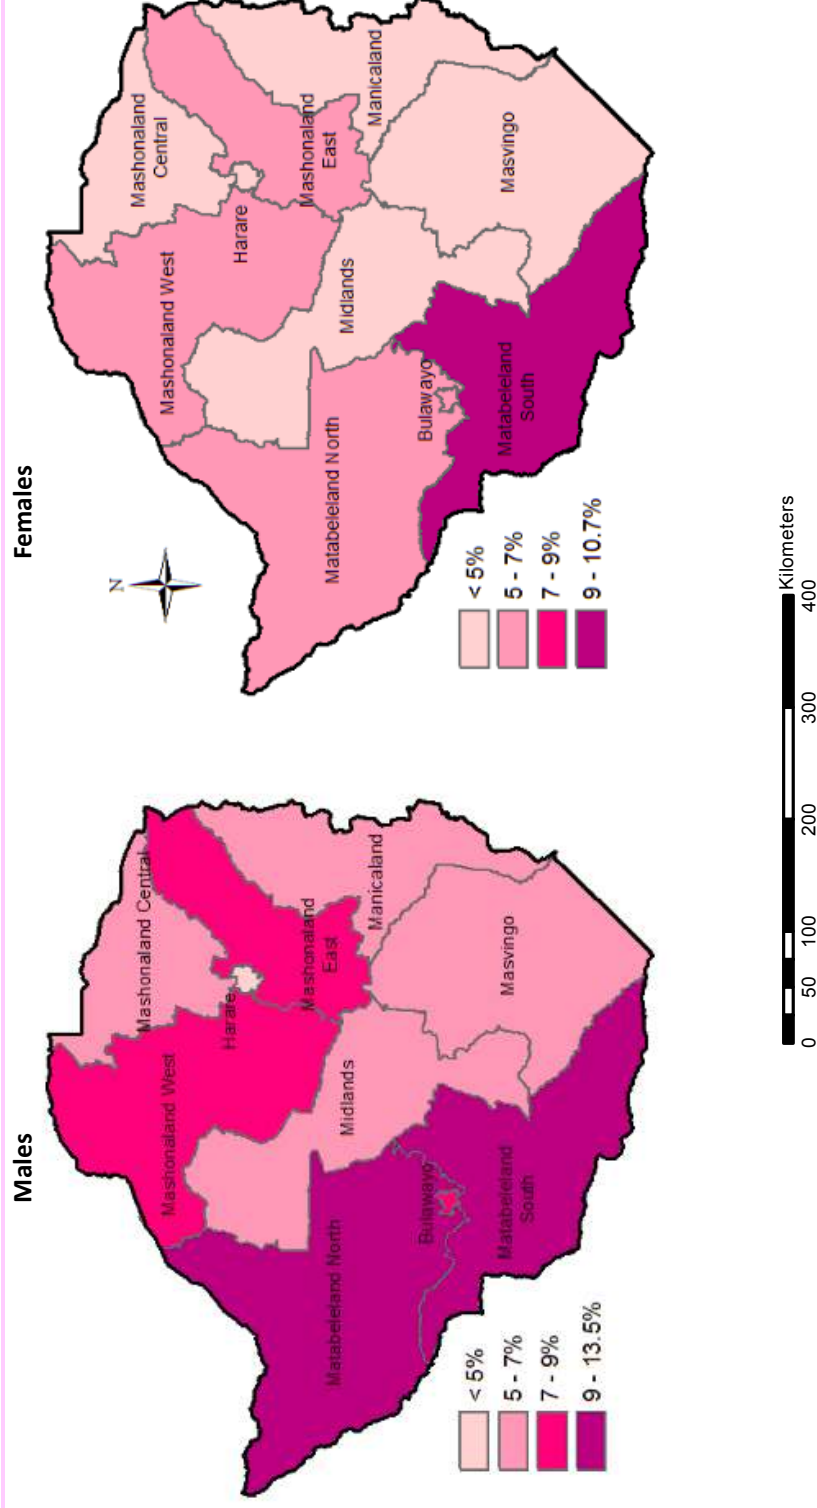 Males
Mashonaland Central
Mashonaland West
Harare
Mashonaland
East
Manicaland
Midlands
Matabeleland North
Bulawayo
Masvingo
Matabeleland
South
< 5%
5 - 7%
7 - 9%
9 - 13.5%
Females
N
Mashonaland
Central
Mashonaland West
Harare
Mashonaland
East
Manicaland
Midlands
Matabeleland North
Bulawayo
Masvingo
Matabeleland
South
< 5%
5 - 7%
7 - 9%
9 - 10.7%
0 50 100 200 300 400
Kilometers